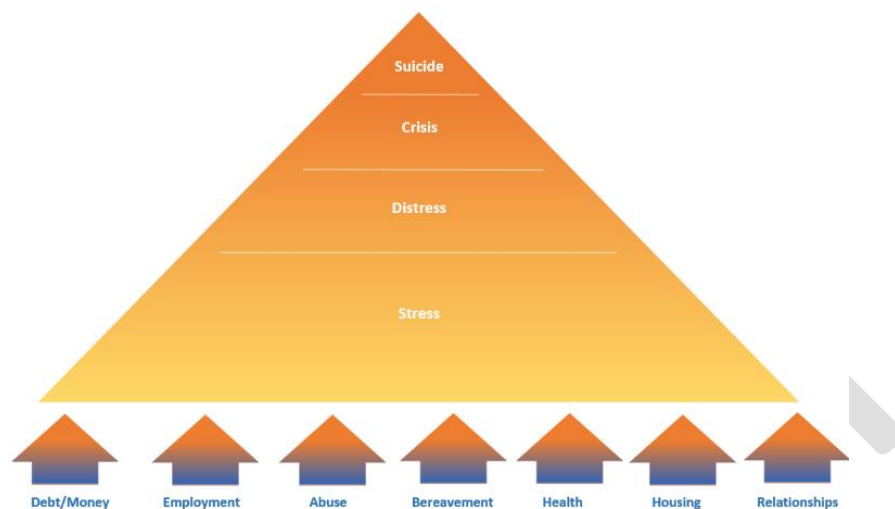 Suicide
Crisis
Distress
Stress
Debt/Money Employment Abuse Bereavement Health Housing Relationships